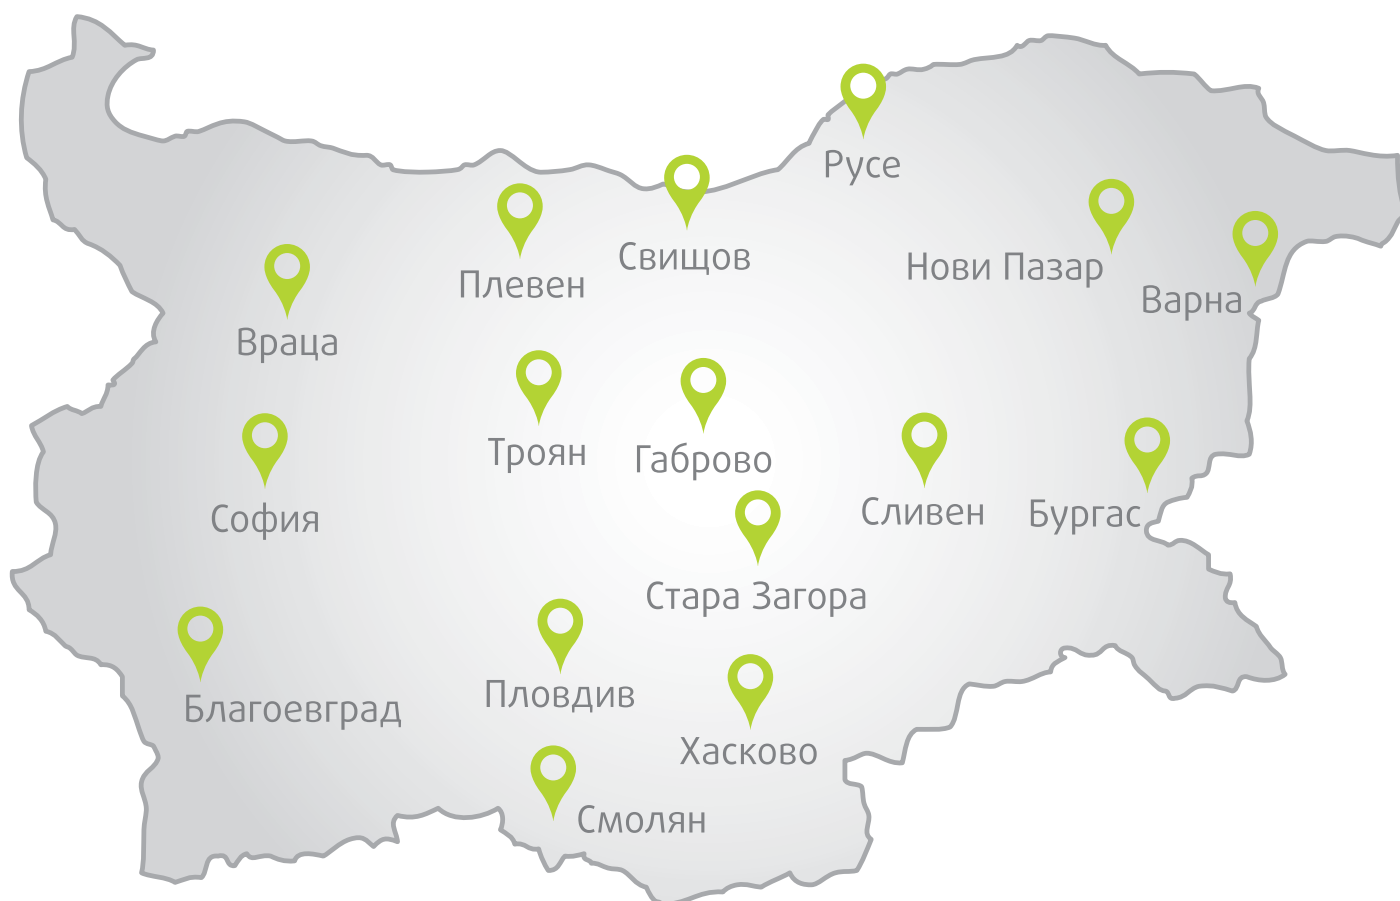 Русе
Свищов
Нови Пазар
Плевен
Варна
Враца
Троян
Габрово
Сливен
Бургас
София
Стара Загора
Пловдив
Благоевград
Хасково
Смолян